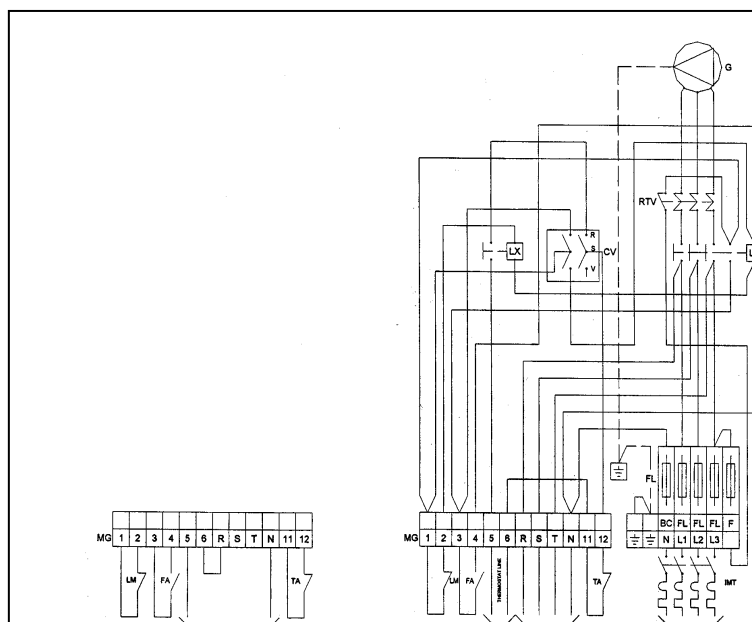 G
RTV
R
LX
S
CV
V
L
FL
BC FL FL FL F
MG 1 2 3 4 5 6 R S T N 11 12
MG 1 2 3 4 5 6 R S T N 11 12
N L1 L2 L3
LM FA TA
LM FA THERMOSTAT LINE TA
IMT